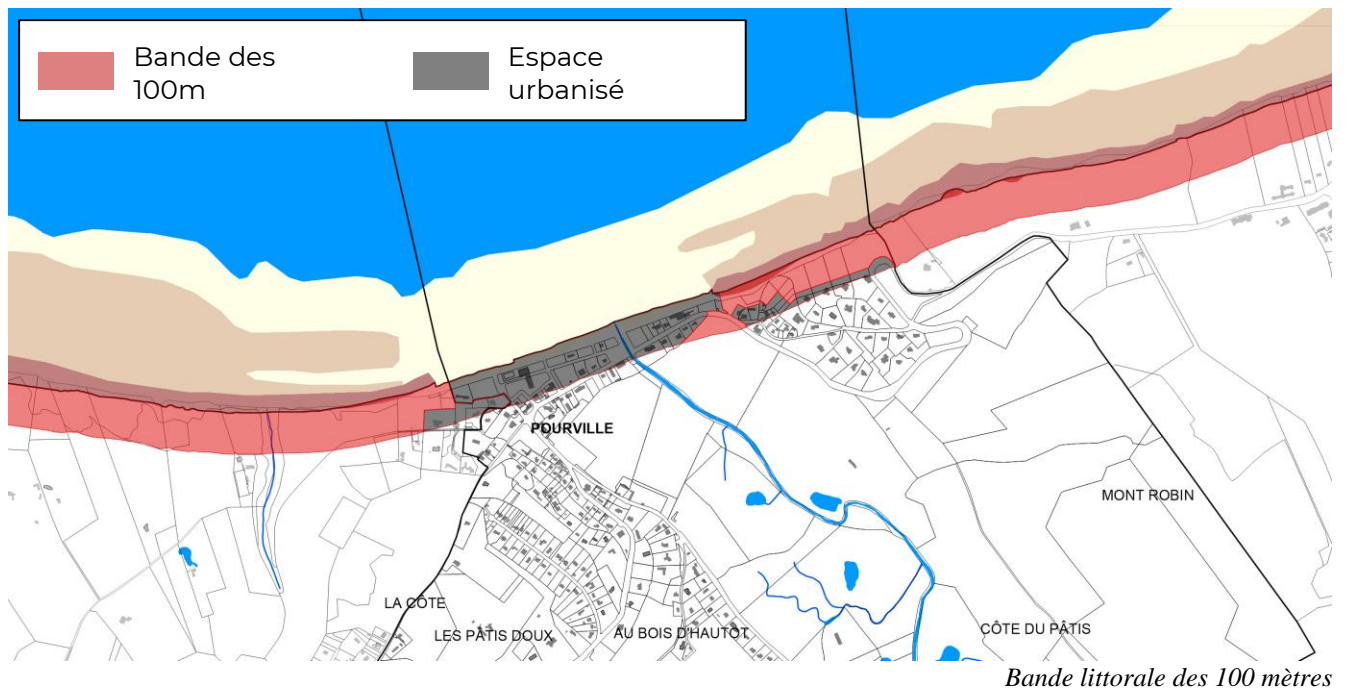 Bande des
100m
Espace
urbanisé
POURVILLE
MONT ROBIN
LA CÔTE
LES PÂTIS DOUX
AU BOIS D'HAUTOT
CÔTE DU PÂTIS
Bande littorale des 100 mètres